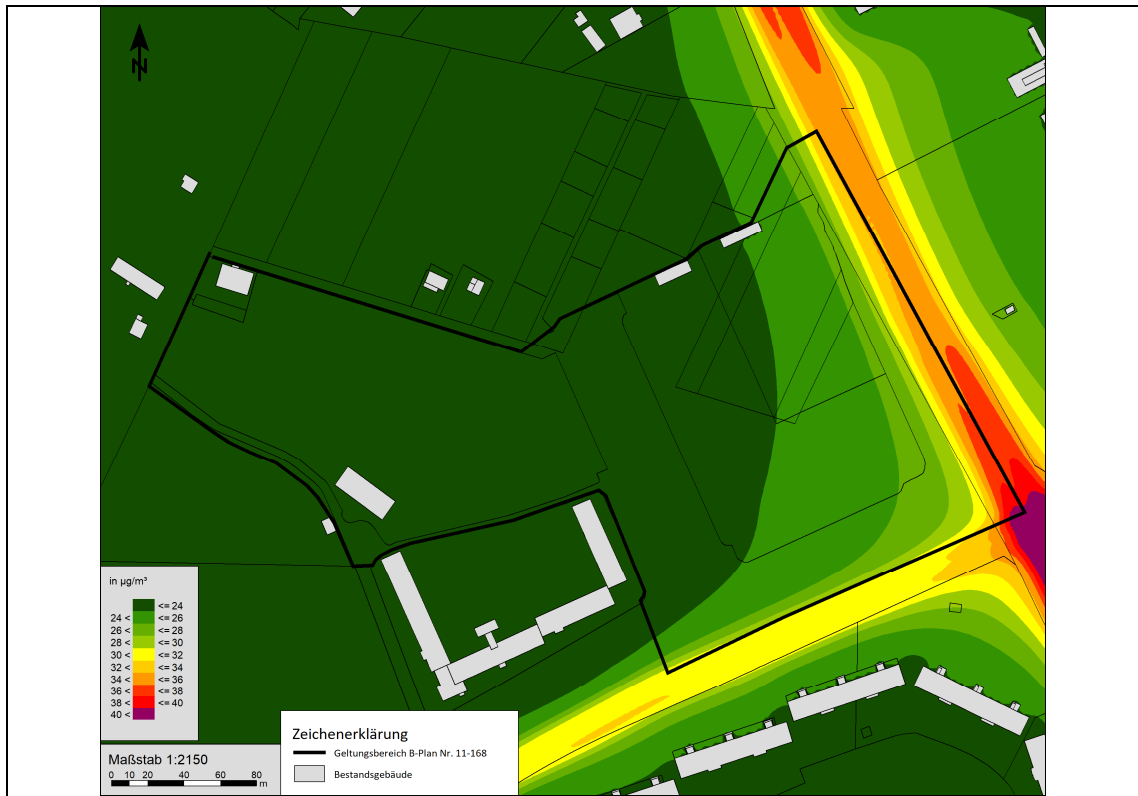 N
in µg/m³
<= 24
24 < <= 26
26 < <= 28
28 < <= 30
30 < <= 32
32 < <= 34
34 < <= 36
36 < <= 38
38 < <= 40
40 <
Maßstab 1:2150
0 10 20 40 60 80
m
Zeichenerklärung
Geltungsbereich B-Plan Nr. 11-168
Bestandsgebäude